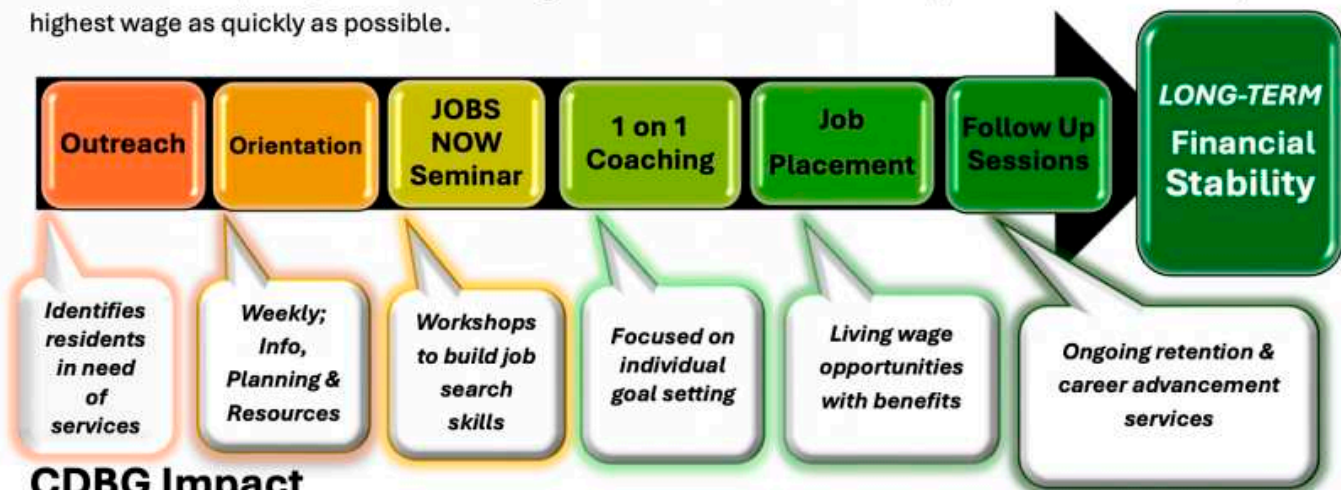 highest wage as quickly as possible.
Outreach
Orientation
JOBS
NOW
Seminar
1 on 1
Coaching
Job
Placement
Follow Up
Sessions
LONG-TERM
Financial
Stability
Identifies
residents
in need
of
services
Weekly;
Info,
Planning &
Resources
Workshops
to build job
search
skills
Focused on
individual
goal setting
Living wage
opportunities
with benefits
Ongoing retention &
career advancement
services
CDBG Impact